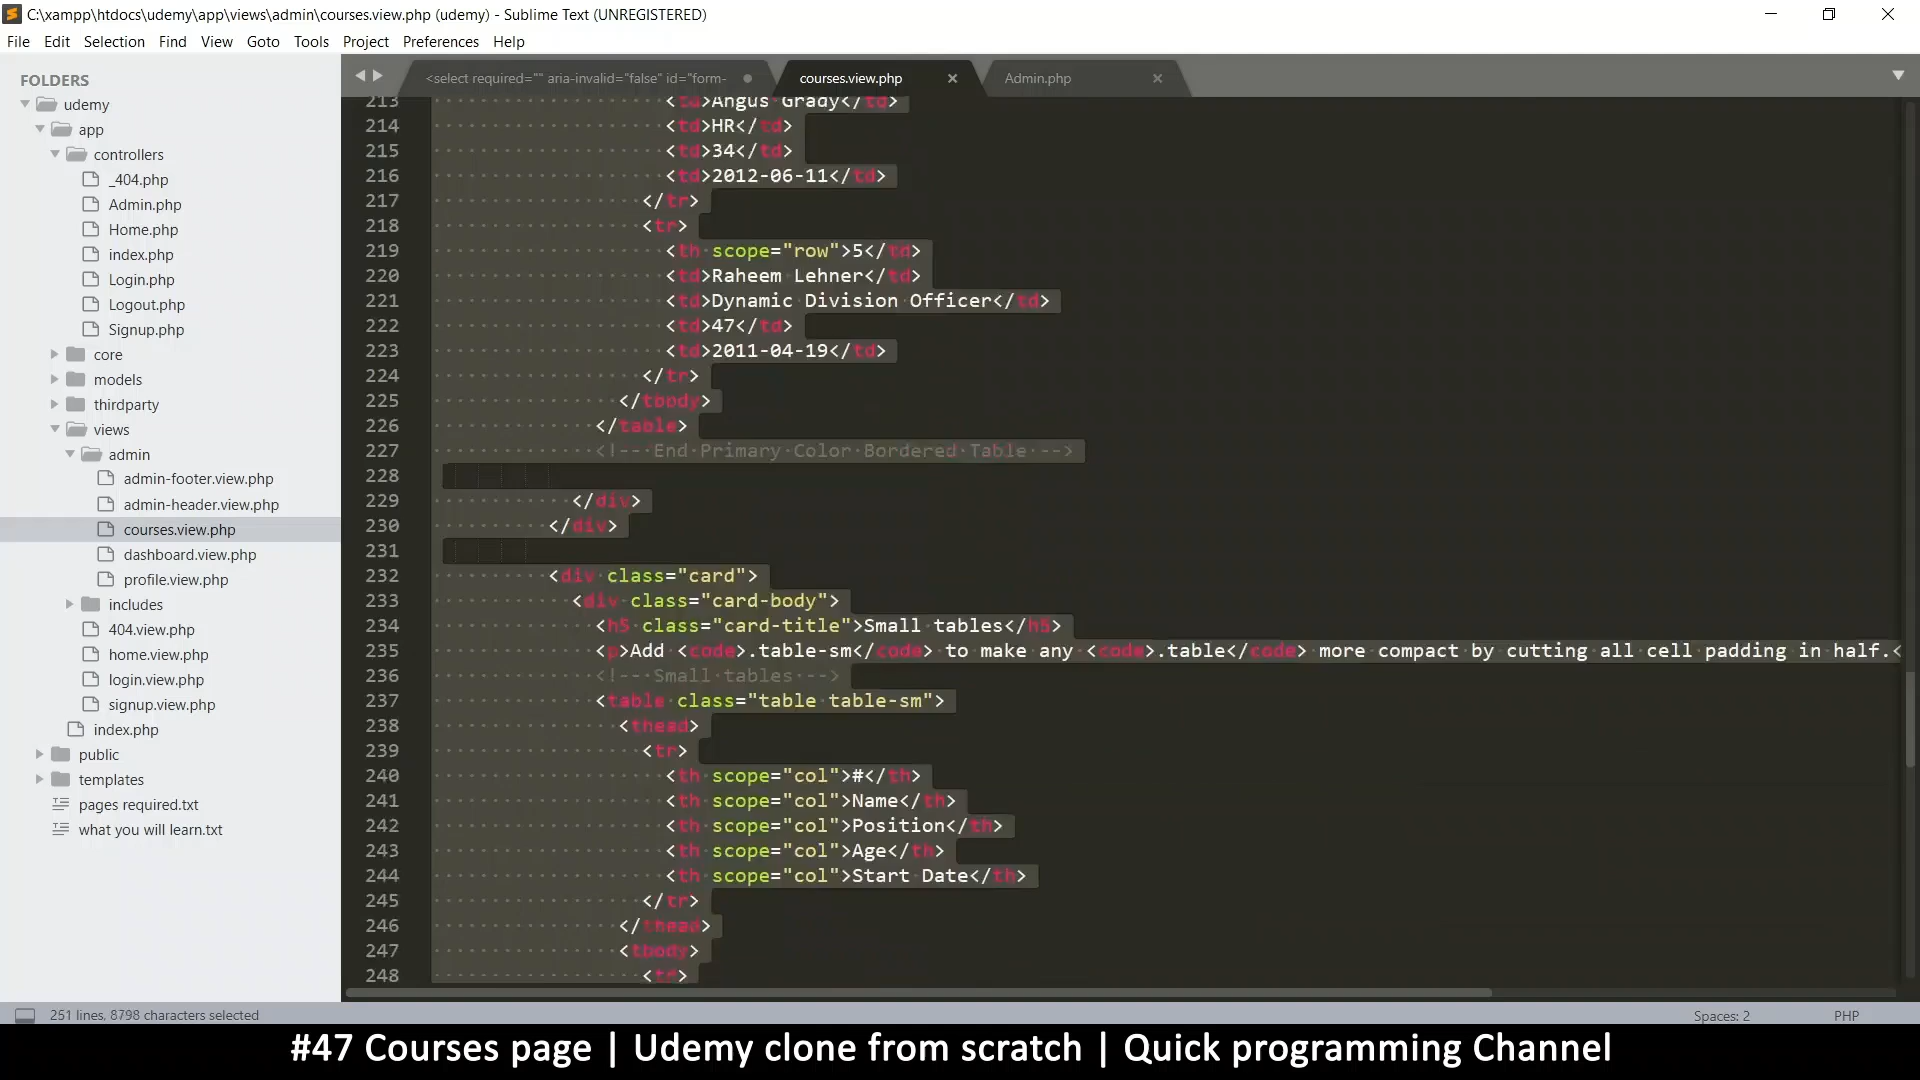 C:\xampp\htdocs\udemy\app\views\admin\courses.view.php (udemy) - Sublime Text (UNREGISTERED)
File Edit Selection Find View Goto Tools Project Preferences Help
FOLDERS
udemy
app
controllers
_404.php
Admin.php
Home.php
index.php
Login.php
Logout.php
Signup.php
core
models
thirdparty
views
admin
admin-footer.view.php
admin-header.view.php
courses.view.php
dashboard.view.php
profile.view.php
includes
404.view.php
home.view.php
login.view.php
signup.view.php
index.php
public
templates
pages required.txt
what you will learn.txt
<select required="" aria-invalid="false" id="form- courses.view.php Admin.php
213 <td>Angus Grady</td>
214 <td>HR</td>
215 <td>34</td>
216 <td>2012-06-11</td>
217 </tr>
218 <tr>
219 <th scope="row">5</td>
220 <td>Raheem Lehner</td>
221 <td>Dynamic Division Officer</td>
222 <td>47</td>
223 <td>2011-04-19</td>
224 </tr>
225 </tbody>
226 </table>
227 <!-- End Primary Color Bordered Table -->
228
229 </div>
230 </div>
231
232 <div class="card">
233 <div class="card-body">
234 <h5 class="card-title">Small tables</h5>
235 <p>Add <code>.table-sm</code> to make any <code>.table</code> more compact by cutting all cell padding in half.<
236 <!-- Small tables -->
237 <table class="table table-sm">
238 <thead>
239 <tr>
240 <th scope="col">#</th>
241 <th scope="col">Name</th>
242 <th scope="col">Position</th>
243 <th scope="col">Age</th>
244 <th scope="col">Start Date</th>
245 </tr>
246 </thead>
247 <tbody>
248 <tr>
251 lines, 8798 characters selected Spaces: 2 PHP
#47 Courses page | Udemy clone from scratch | Quick programming Channel